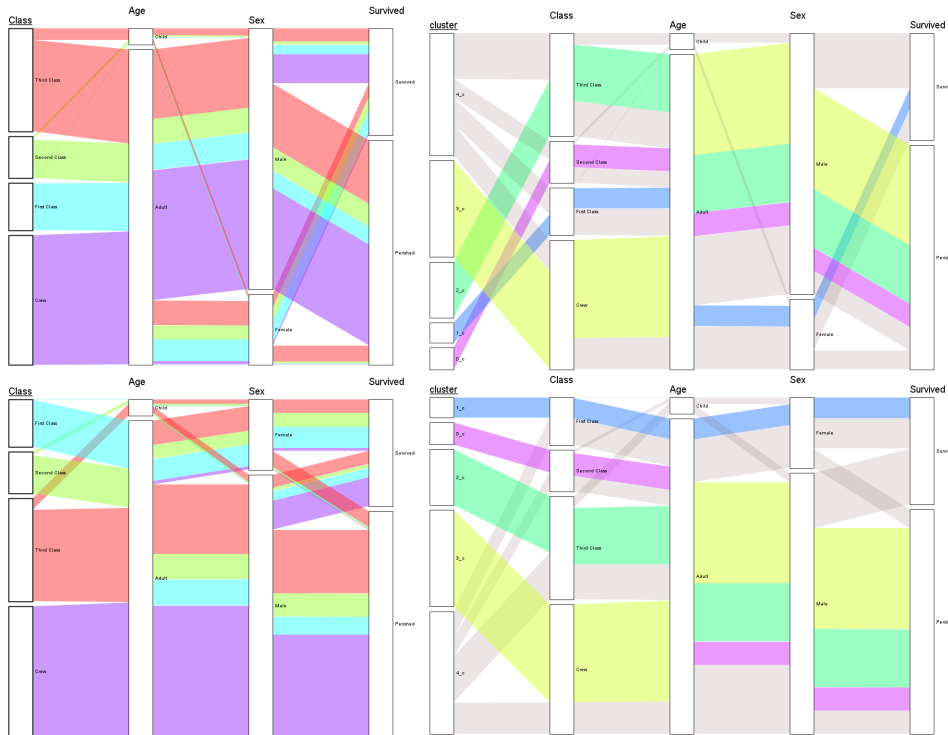 Class
Age
Sex
Survived
Child
Third Class
Second Class
First Class
Crew
Adult
Male
Female
Survived
Perished
cluster
Class
Age
Sex
Survived
4_c
3_c
2_c
1_c
0_c
Third Class
Second Class
First Class
Crew
Child
Adult
Male
Female
Survi
Perisl
Class
Age
Sex
Survived
First Class
Second Class
Third Class
Crew
Child
Adult
Female
Male
Survived
Perished
cluster
Class
Age
Sex
Survived
1_c
0_c
2_c
3_c
4_c
First Class
Second Class
Third Class
Crew
Child
Adult
Female
Male
Survi
Perisl